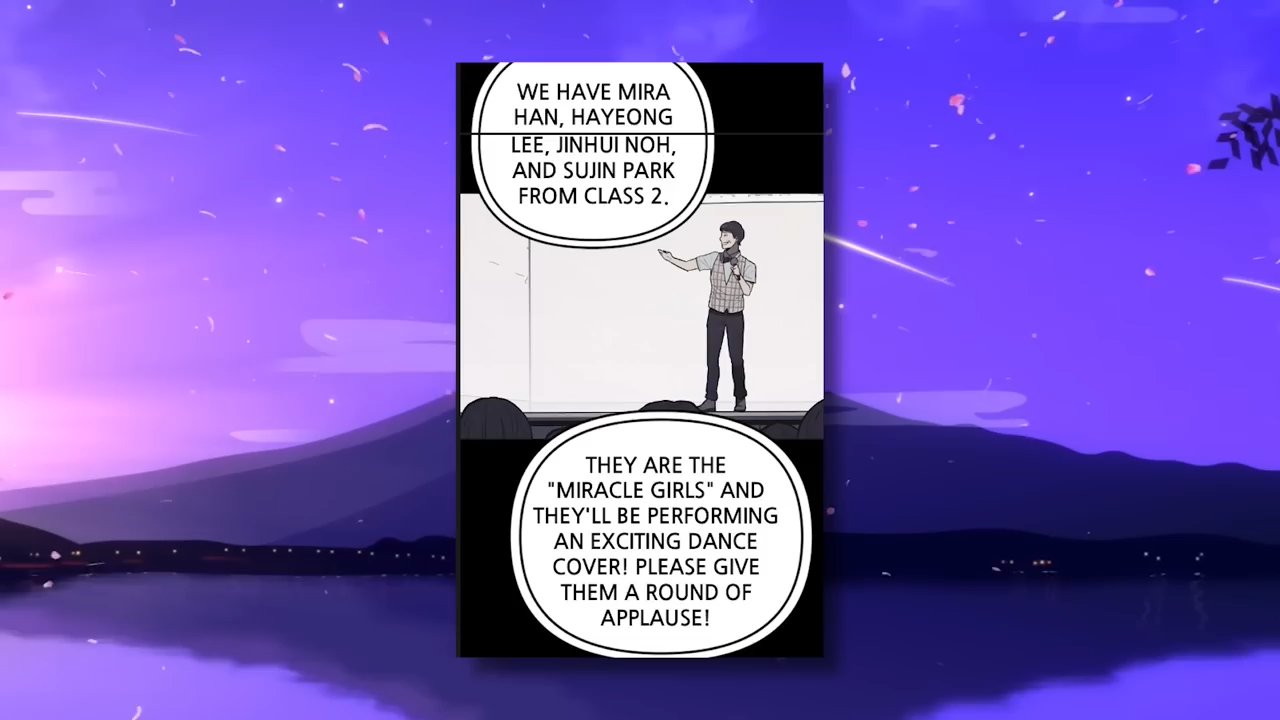 WE HAVE MIRA
HAN, HAYEONG
LEE, JINHUI NOH,
AND SUJIN PARK
FROM CLASS 2.
THEY ARE THE
"MIRACLE GIRLS" AND
THEY'LL BE PERFORMING
AN EXCITING DANCE
COVER! PLEASE GIVE
THEM A ROUND OF
APPLAUSE!